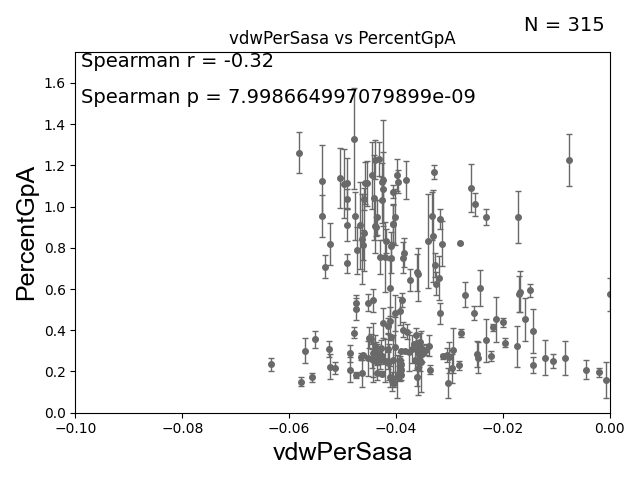 N = 315
vdwPerSasa vs PercentGpA
Spearman r = -0.32
Spearman p = 7.998664997079899e-09
PercentGpA
1.6
1.4
1.2
1.0
0.8
0.6
0.4
0.2
0.0
−0.10 −0.08 −0.06 −0.04 −0.02 0.00
vdwPerSasa